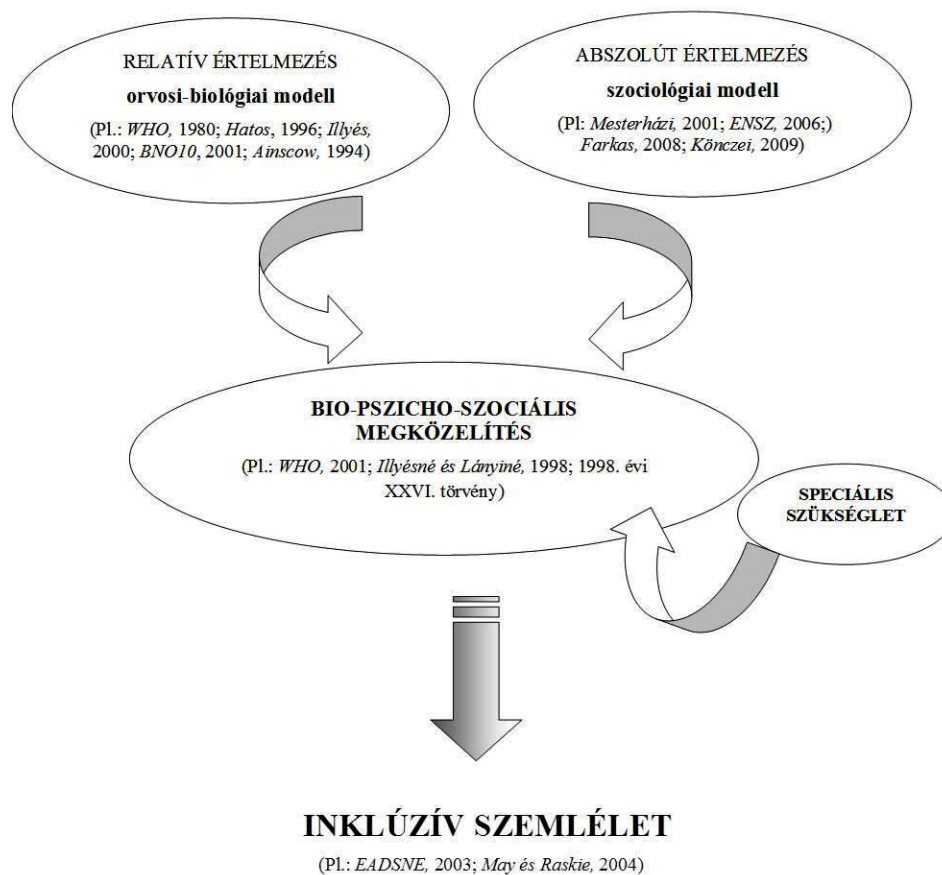 RELATÍV ÉRTELMEZÉS
orvosi-biológiai modell
(Pl.: WHO, 1980; Hatos, 1996; Illyés,
2000; BNO10, 2001; Ainscow, 1994)
ABSZOLÚT ÉRTELMEZÉS
szociológiai modell
(Pl: Mesterházi, 2001; ENSZ, 2006;)
Farkas, 2008; Könczei, 2009)
BIO-PSZICHO-SZOCIÁLIS
MEGKÖZELÍTÉS
(Pl.: WHO, 2001; Illyésné és Lányiné, 1998; 1998. évi
XXVI. törvény)
SPECIÁLIS
SZÜKSÉGLET
INKLÚZÍV SZEMLÉLET
(Pl.: EADSNE, 2003; May és Raskie, 2004)